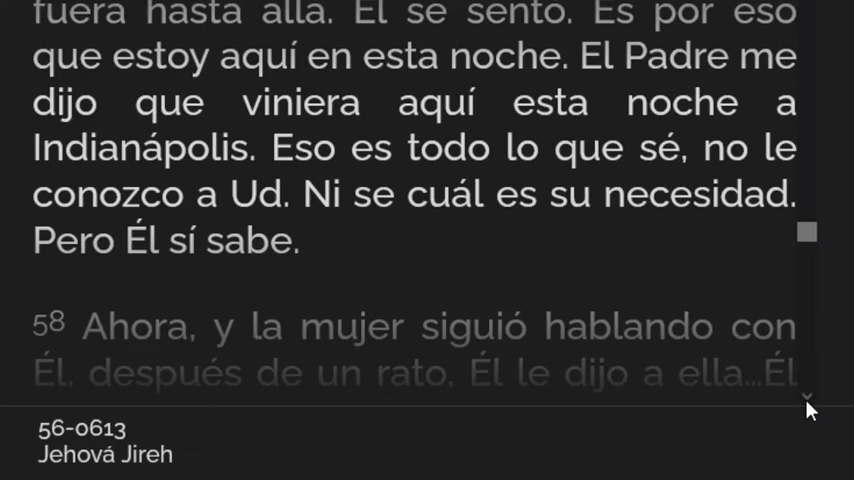 fuera hasta allá. Él se sentó. Es por eso
que estoy aquí en esta noche. El Padre me
dijo que viniera aquí esta noche a
Indianápolis. Eso es todo lo que sé, no le
conozco a Ud. Ni se cuál es su necesidad.
Pero Él sí sabe.
58 Ahora, y la mujer siguió hablando con
Él, después de un rato, Él le dijo a ella...Él
56-0613
Jehová Jireh